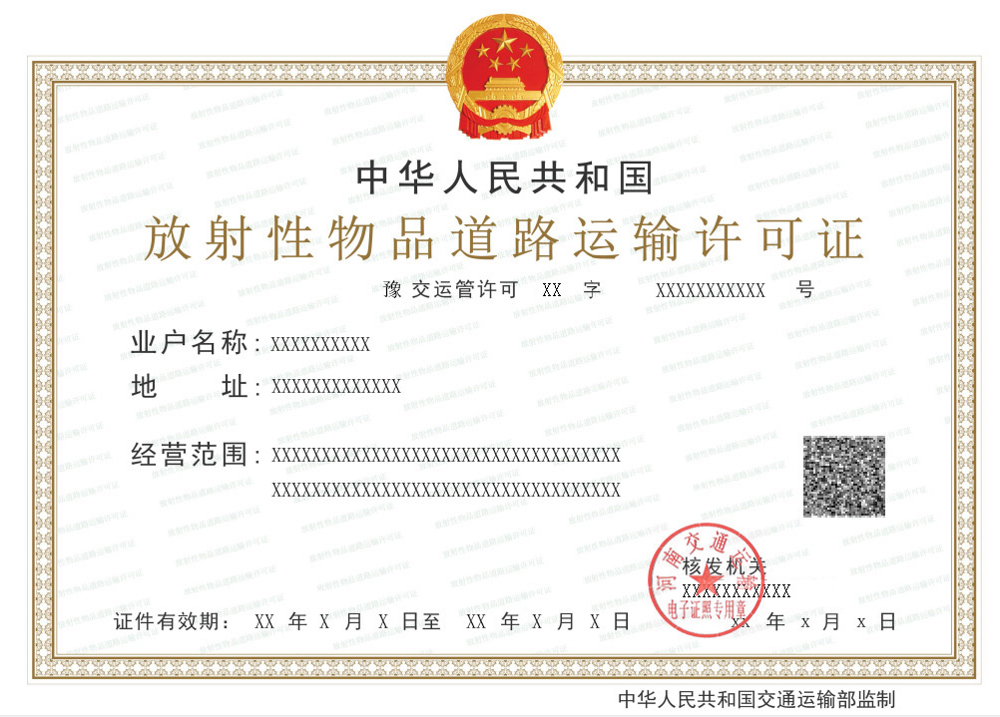 中华人民共和国
放射性物品道路运输许可证
豫 交运管许可 XX 字 XXXXXXXXXXX 号
业户名称: XXXXXXXXXX
地 址: XXXXXXXXXXXXX
经营范围: XXXXXXXXXXXXXXXXXXXXXXXXXXXXXXXXXXX
XXXXXXXXXXXXXXXXXXXXXXXXXXXXXXXXXXX
河南交通运输
电子证照专用章
核发机关
XXXXXXXXXXX
证件有效期: XX 年 X 月 X 日至 XX 年 X 月 X 日
xx 年 x 月 x 日
中华人民共和国交通运输部监制